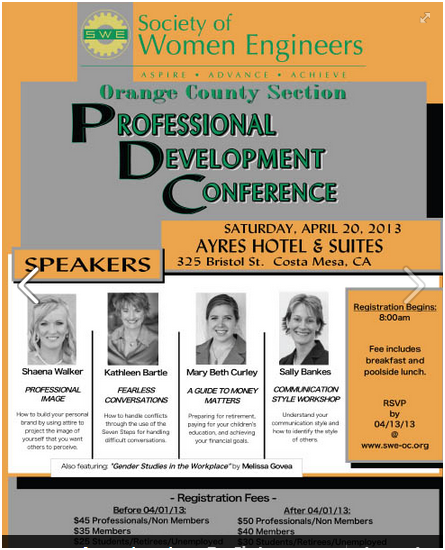 SWE
Society of
Women Engineers
ASPIRE • ADVANCE • ACHIEVE
Orange County Section
PROFESSIONAL
DEVELOPMENT
CONFERENCE
SATURDAY, APRIL 20, 2013
AYRES HOTEL & SUITES
325 Bristol St. Costa Mesa, CA
SPEAKERS
Shaena Walker
PROFESSIONAL
IMAGE
How to build your personal
brand by using attire to
project the image of
yourself that you want
others to perceive.
Kathleen Bartle
FEARLESS
CONVERSATIONS
How to handle conflicts
through the use of the
Seven Steps for handling
difficult conversations.
Mary Beth Curley
A GUIDE TO MONEY
MATTERS
Preparing for retirement,
paying for your children's
education, and achieving
your financial goals.
Sally Bankes
COMMUNICATION
STYLE WORKSHOP
Understand your
communication style and
how to identify the style
of others.
Registration Begins:
8:00am
Fee includes
breakfast and
poolside lunch.
RSVP
by
04/13/13
@
www.swe-oc.org
Also featuring: "Gender Studies in the Workplace" by Melissa Govea
- Registration Fees -
Before 04/01/13:
$45 Professionals/Non Members
$35 Members
$25 Students/Retirees/Unemployed
After 04/01/13:
$50 Professionals/Non Members
$40 Members
$30 Students/Retirees/Unemployed